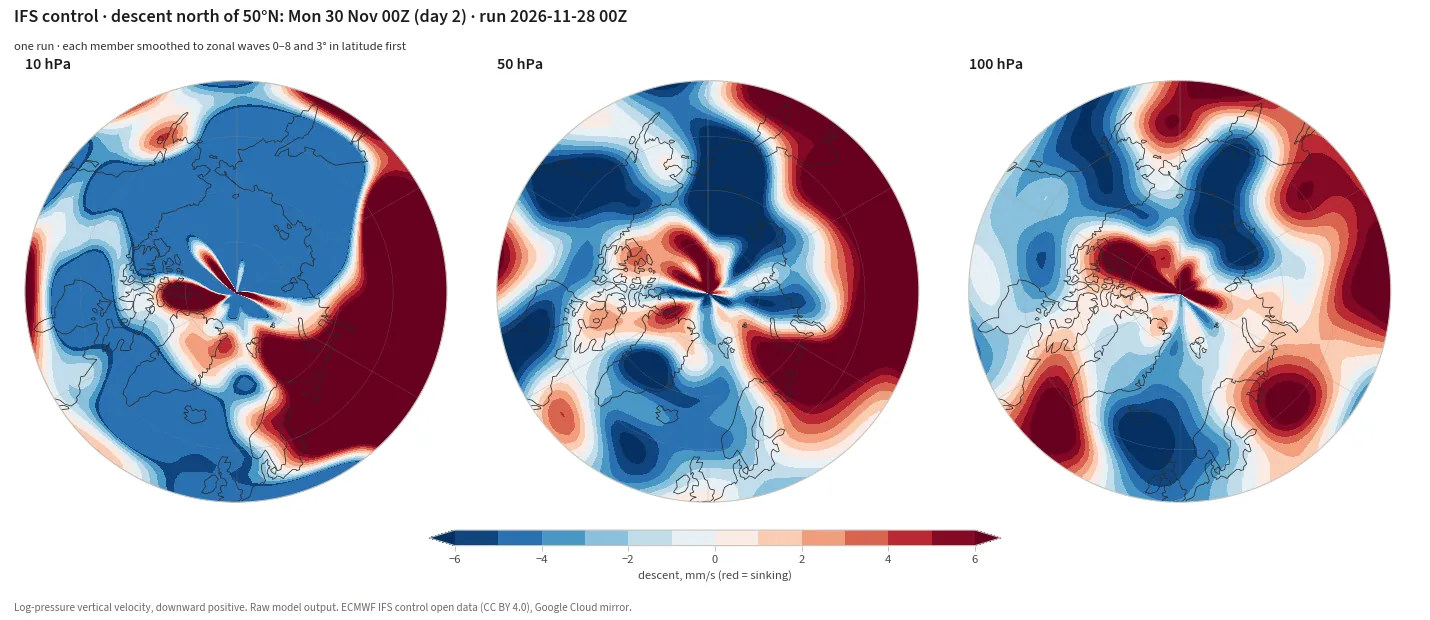 IFS control · descent north of 50°N: Mon 30 Nov 00Z (day 2) · run 2026-11-28 00Z
one run · each member smoothed to zonal waves 0–8 and 3° in latitude first
10 hPa
50 hPa
100 hPa
−6 −4 −2 0 2 4 6
descent, mm/s (red = sinking)
Log-pressure vertical velocity, downward positive. Raw model output. ECMWF IFS control open data (CC BY 4.0), Google Cloud mirror.